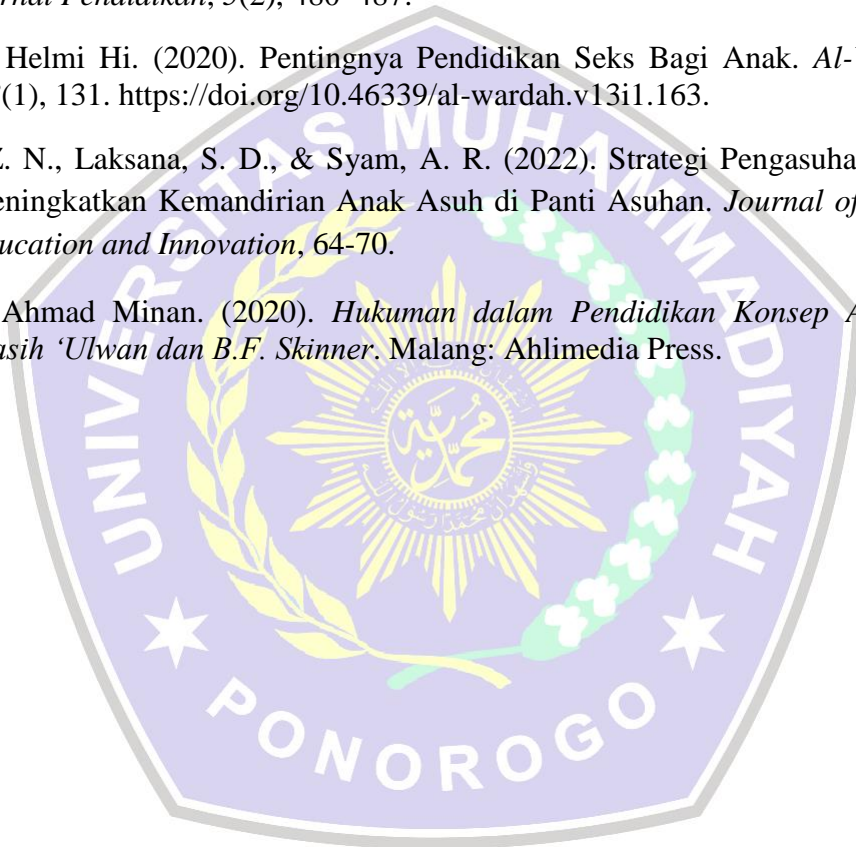 rnal Pendidikan, 5(2), 480–487.
Helmi Hi. (2020). Pentingnya Pendidikan Seks Bagi Anak. Al-
(1), 131. https://doi.org/10.46339/al-wardah.v13i1.163.
Z. N., Laksana, S. D., & Syam, A. R. (2022). Strategi Pengasuha
eningkatkan Kemandirian Anak Asuh di Panti Asuhan. Journal of
ducation and Innovation, 64-70.
Ahmad Minan. (2020). Hukuman dalam Pendidikan Konsep A
asih ‘Ulwan dan B.F. Skinner. Malang: Ahlimedia Press.
UNIVERSITAS MUHAMMADIYAH
محمدية
PONOROGO